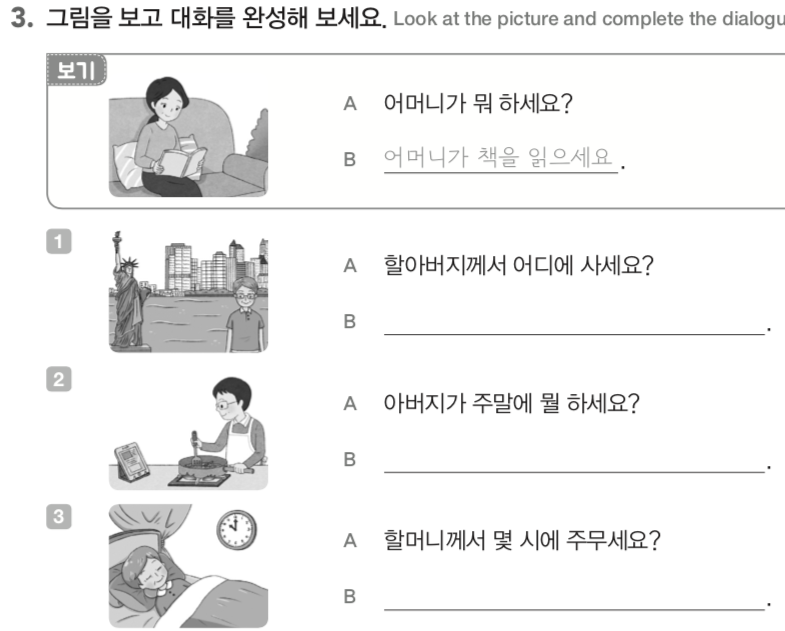 3. 그림을 보고 대화를 완성해 보세요. Look at the picture and complete the dialogu
보기
A 어머니가 뭐 하세요?
B 어머니가 책을 읽으세요.
1
A 할아버지께서 어디에 사세요?
B .
2
A 아버지가 주말에 뭘 하세요?
B .
3
A 할머니께서 몇 시에 주무세요?
B .